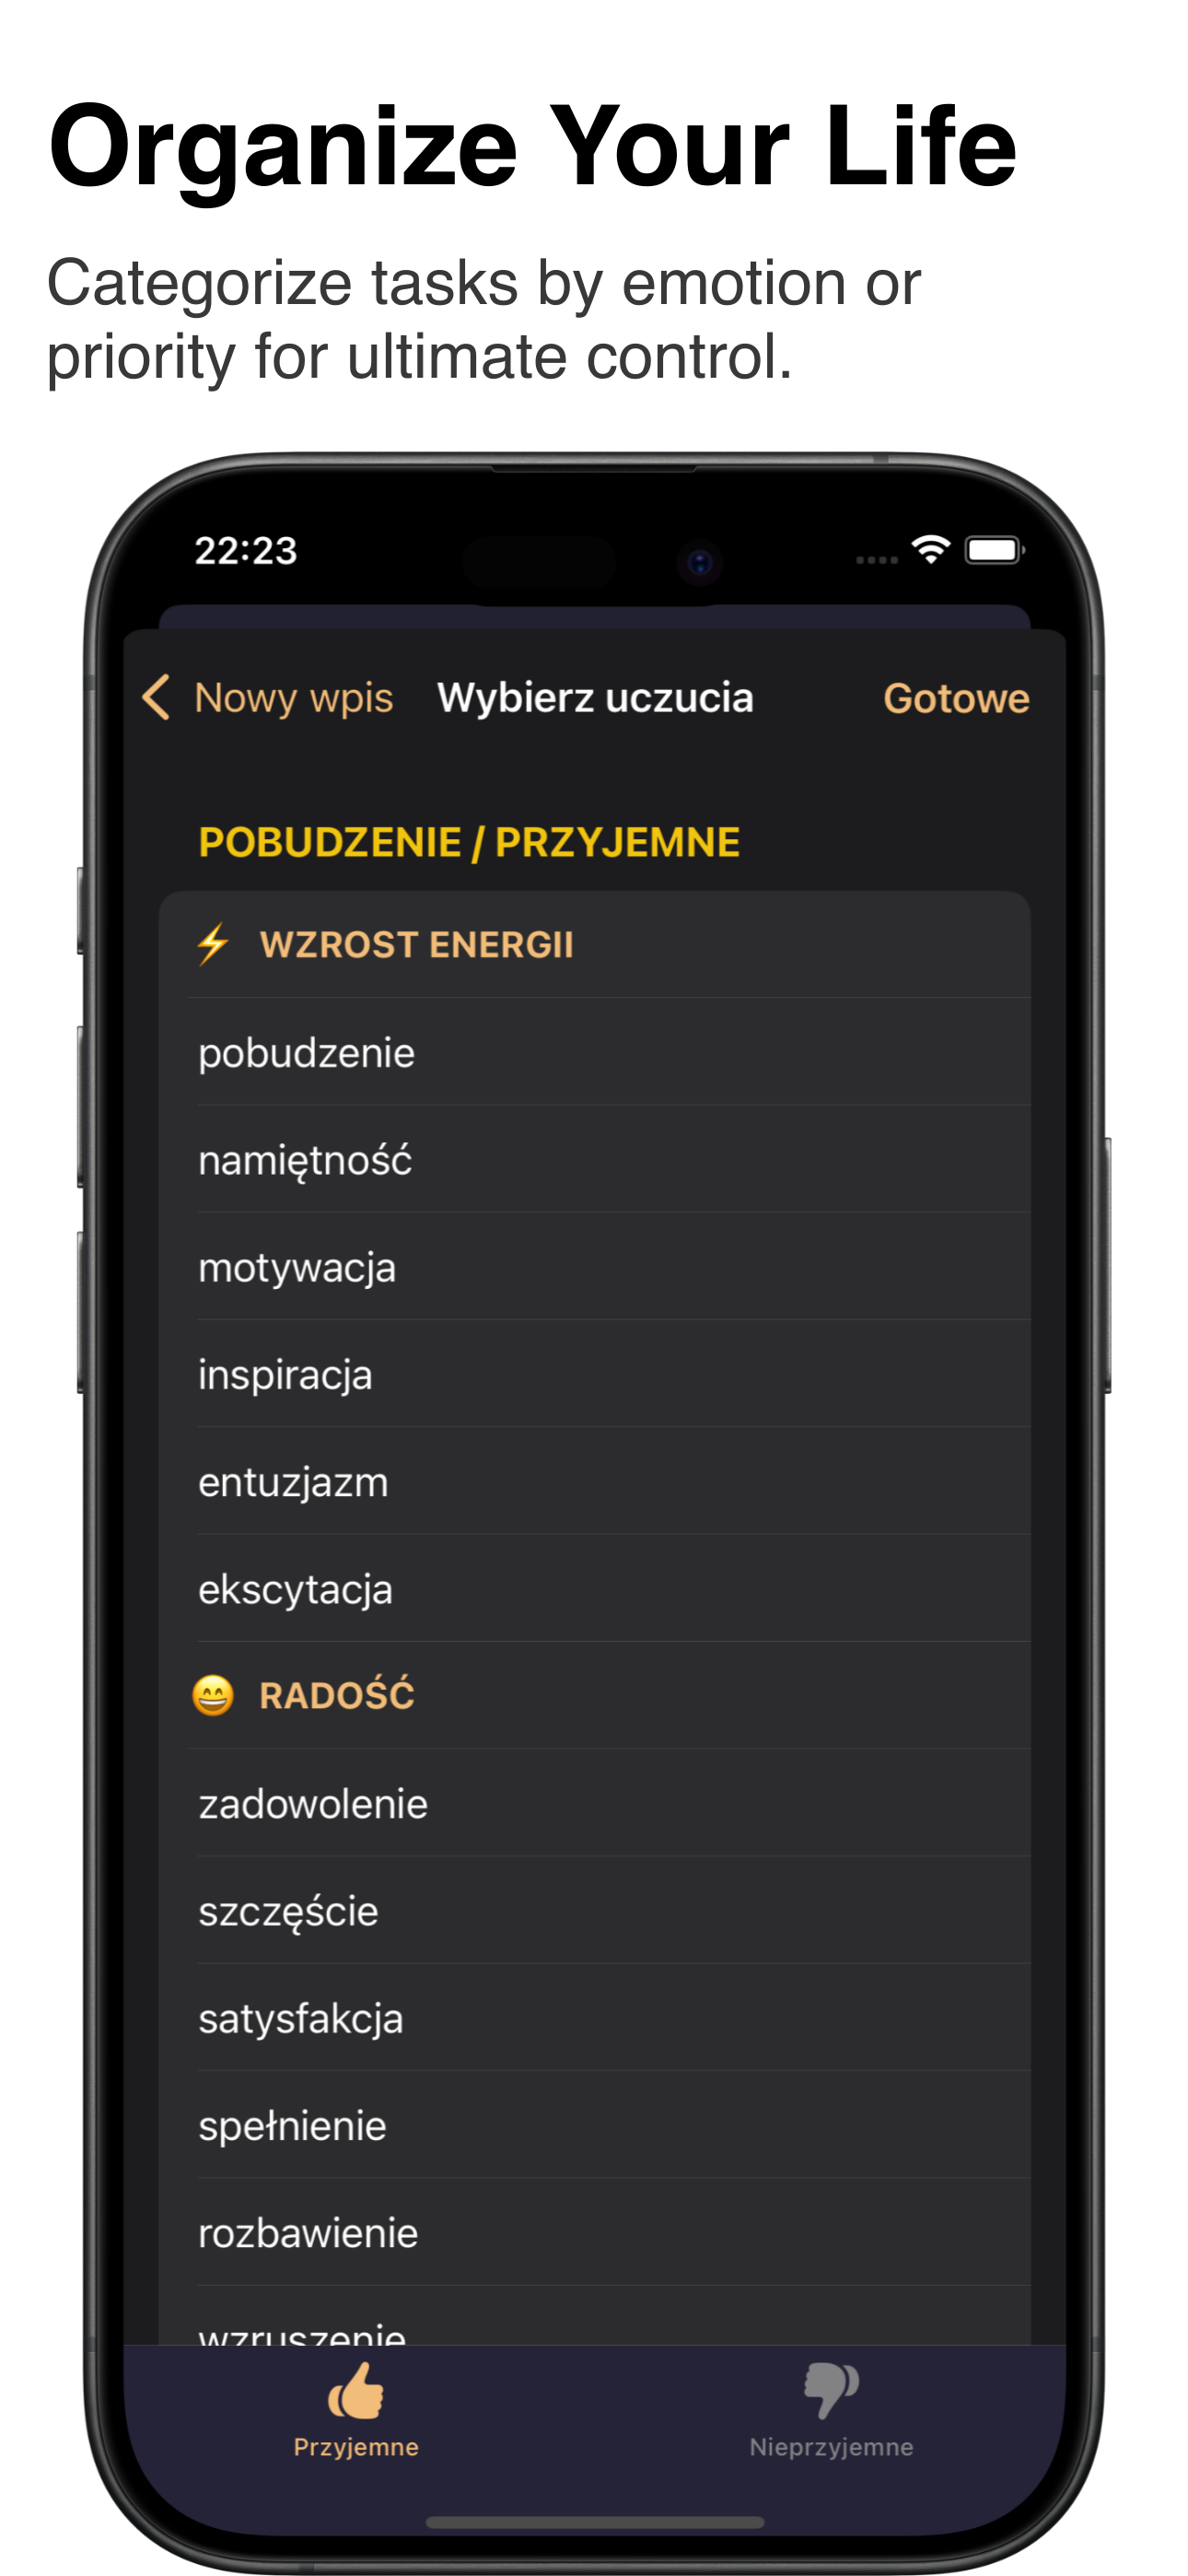 Organize Your Life
Categorize tasks by emotion or
priority for ultimate control.
22:23
Nowy wpis Wybierz uczucia Gotowe
POBUDZENIE / PRZYJEMNE
⚡ WZROST ENERGII
pobudzenie
namiętność
motywacja
inspiracja
entuzjazm
ekscytacja
😄 RADOŚĆ
zadowolenie
szczęście
satysfakcja
spełnienie
rozbawienie
wzruszenie
Przyjemne Nieprzyjemne